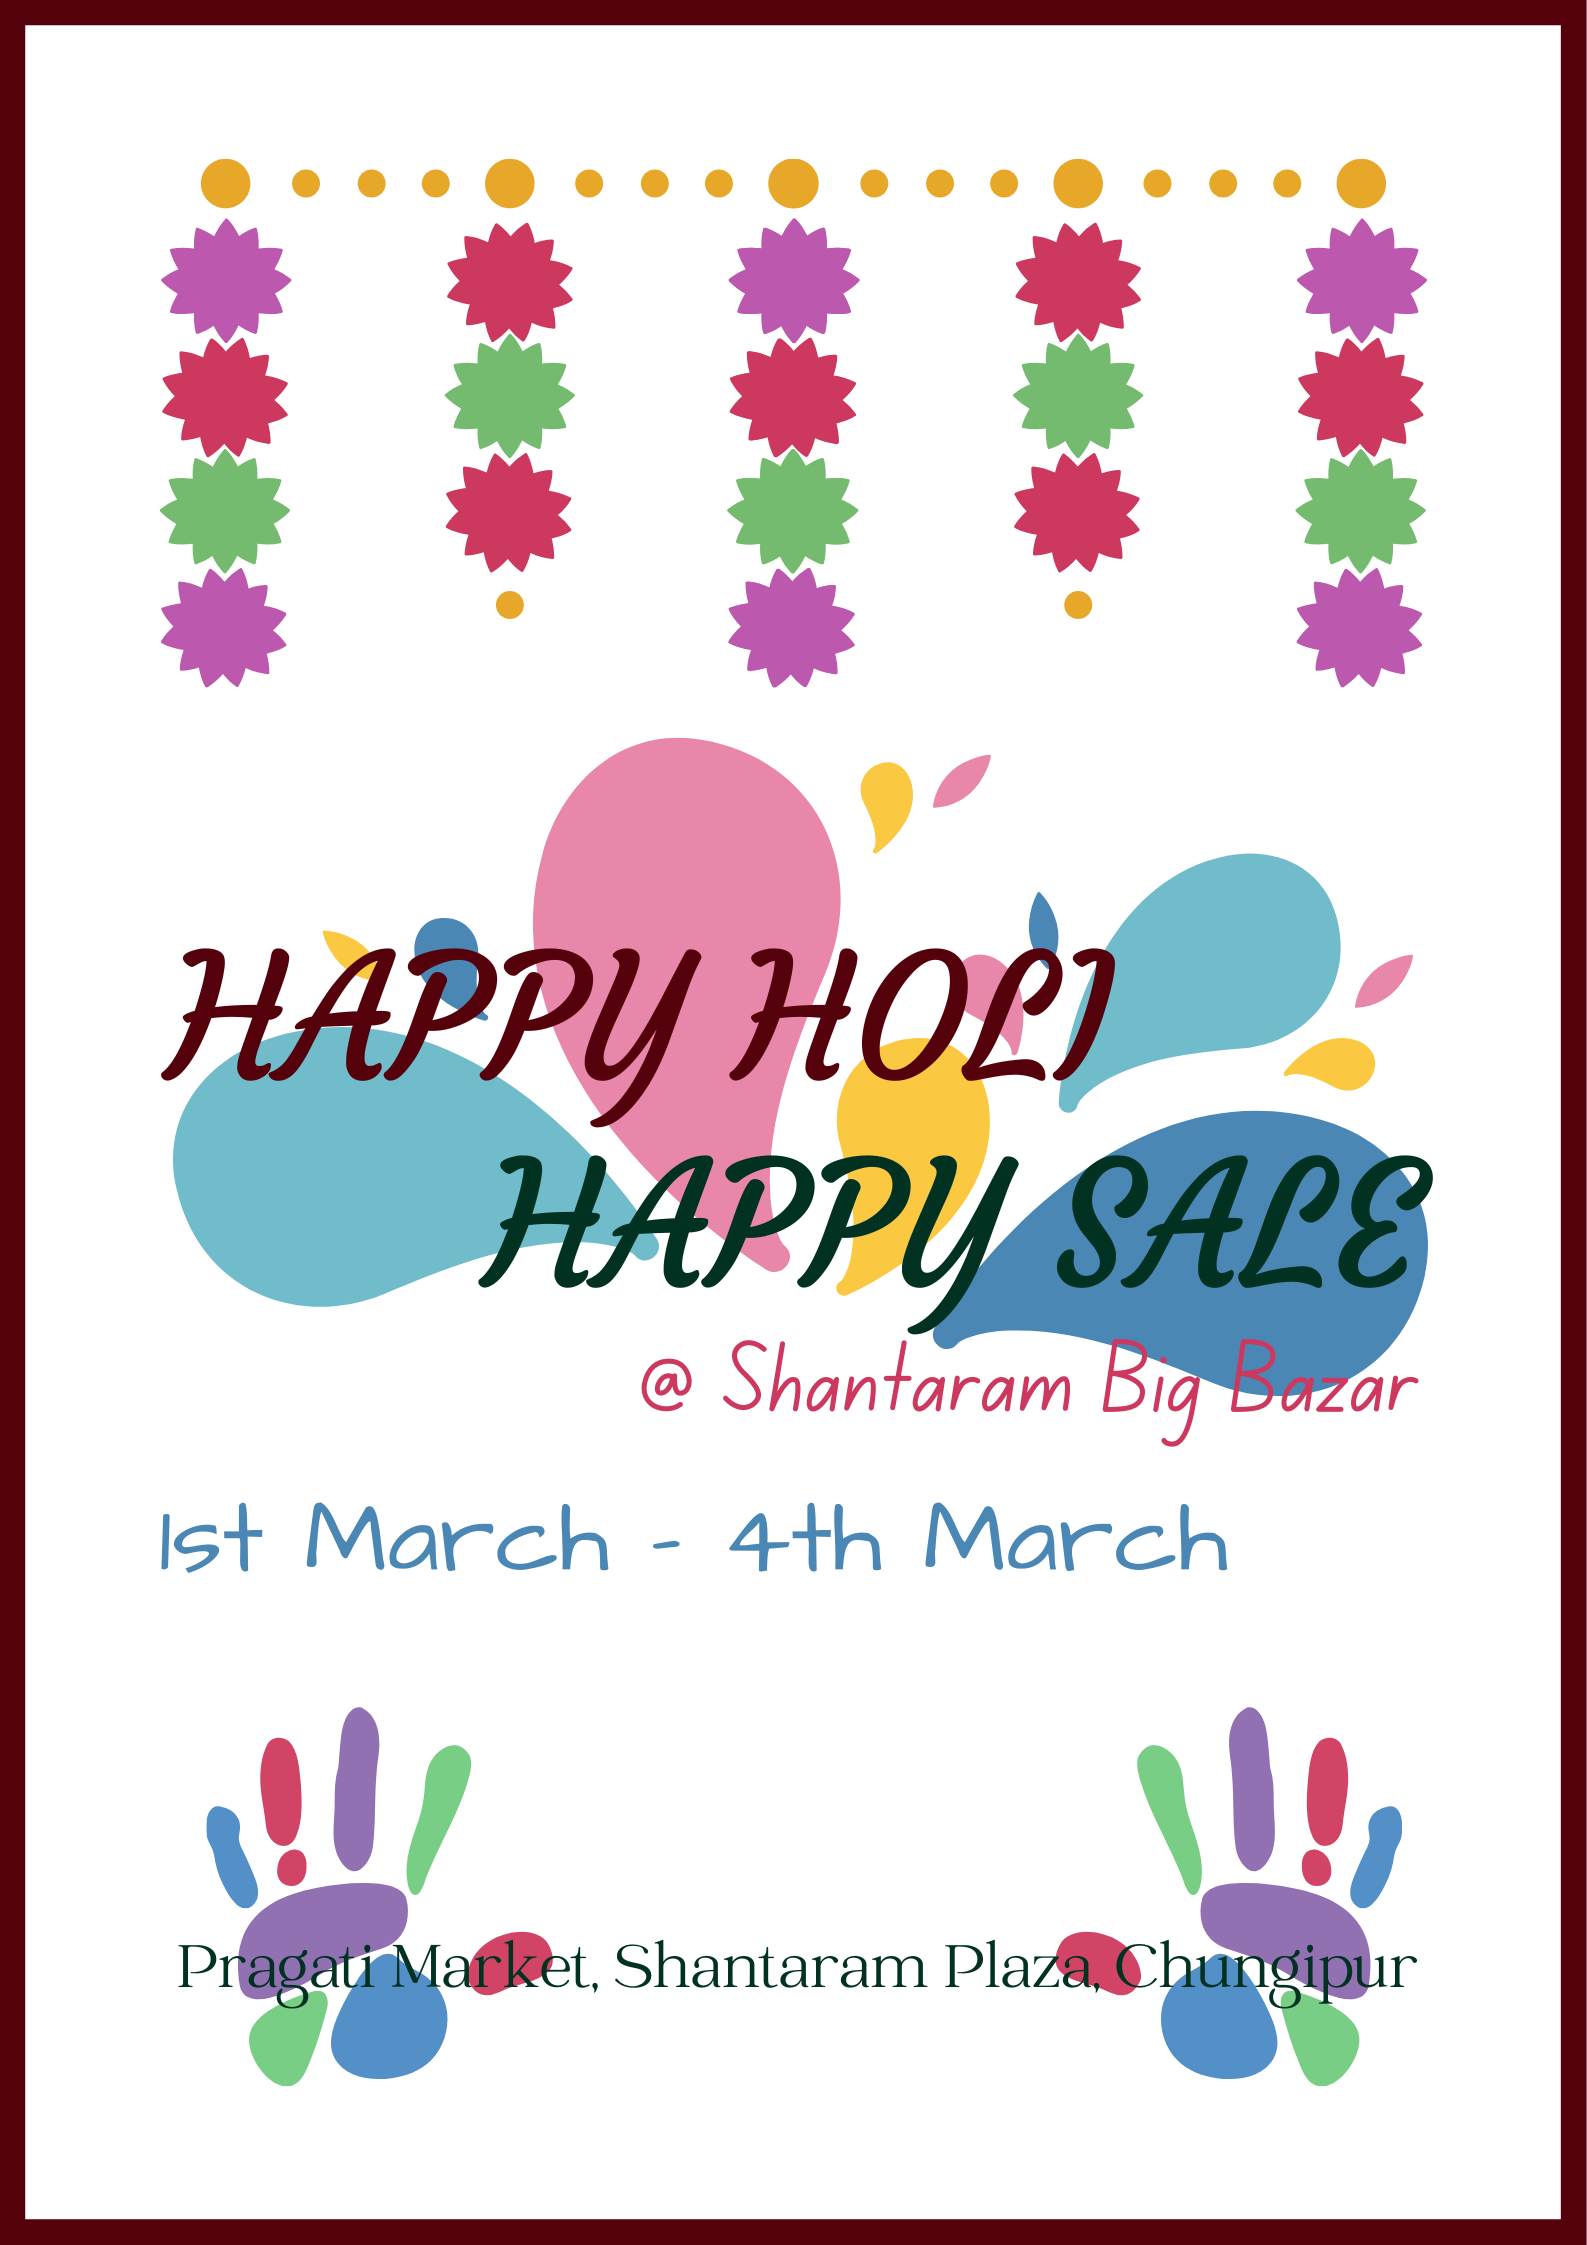 HAPPY HOLI
HAPPY SALE
@ Shantaram Big Bazar
1st March - 4th March
Pragati Market, Shantaram Plaza, Chungipur